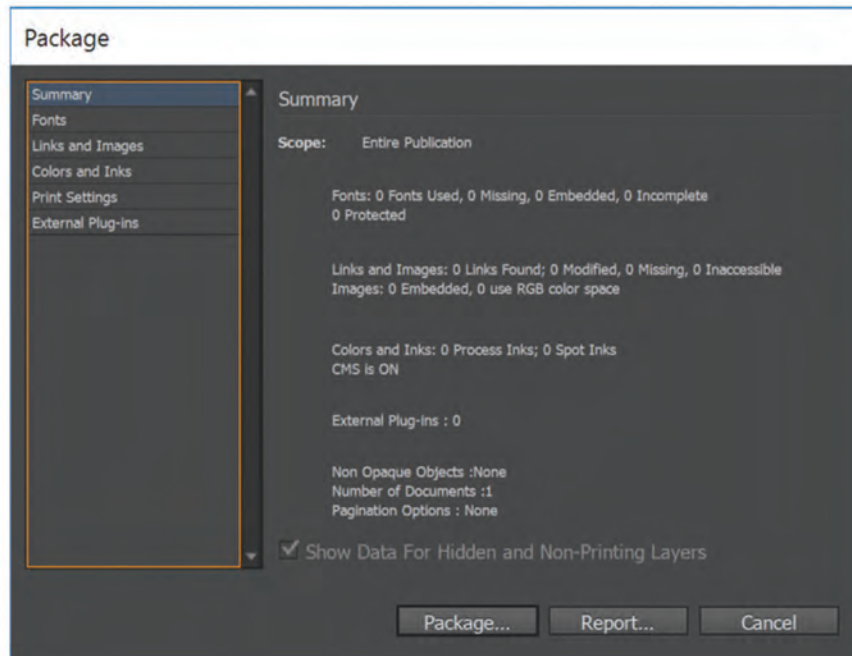 Package
Summary
Fonts
Links and Images
Colors and Inks
Print Settings
External Plug-ins
Summary
Scope: Entire Publication
Fonts: 0 Fonts Used, 0 Missing, 0 Embedded, 0 Incomplete
0 Protected
Links and Images: 0 Links Found; 0 Modified, 0 Missing, 0 Inaccessible
Images: 0 Embedded, 0 use RGB color space
Colors and Inks: 0 Process Inks; 0 Spot Inks
CMS is ON
External Plug-ins : 0
Non Opaque Objects :None
Number of Documents :1
Pagination Options : None
Show Data For Hidden and Non-Printing Layers
Package... Report... Cancel